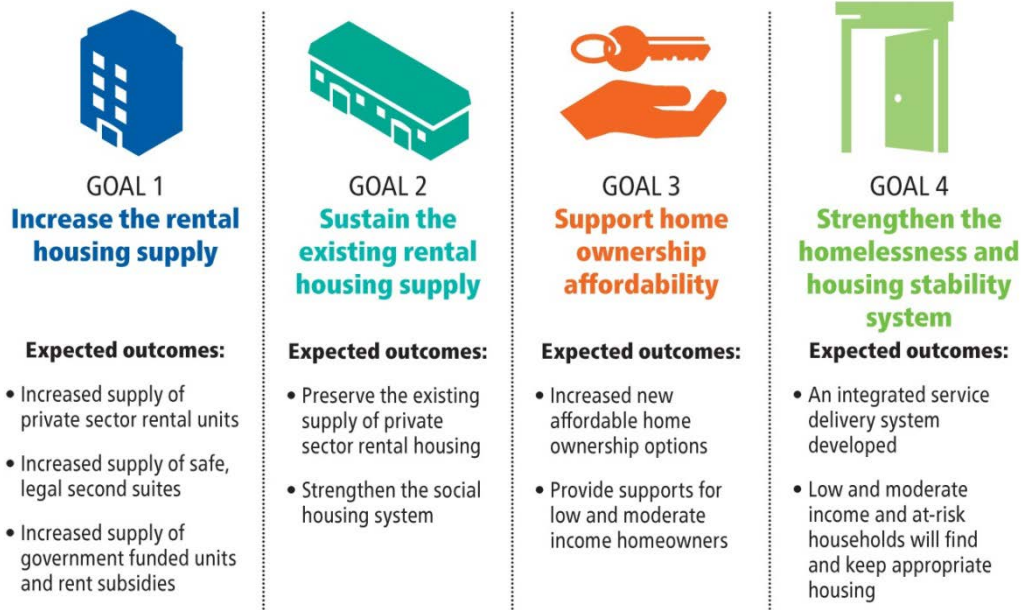 GOAL 1
Increase the rental
housing supply
Expected outcomes:
• Increased supply of
private sector rental units
• Increased supply of safe,
legal second suites
• Increased supply of
government funded units
and rent subsidies
GOAL 2
Sustain the
existing rental
housing supply
Expected outcomes:
• Preserve the existing
supply of private
sector rental housing
• Strengthen the social
housing system
GOAL 3
Support home
ownership
affordability
Expected outcomes:
• Increased new
affordable home
ownership options
• Provide supports for
low and moderate
income homeowners
GOAL 4
Strengthen the
homelessness and
housing stability
system
Expected outcomes:
• An integrated service
delivery system
developed
• Low and moderate
income and at-risk
households will find
and keep appropriate
housing